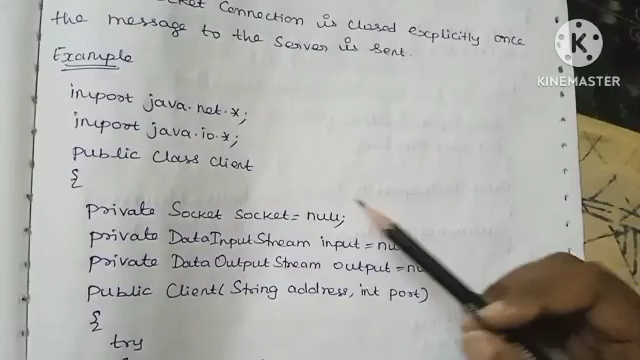 Connection is closed explicitly once
the message to the server is sent.
Example
import java.net.*;
import java.io.*;
public class client
{
private Socket socket = null;
private DataInputStream input =
private DataOutputStream output =
public Client(String address, int port)
{
try
KINEMASTER